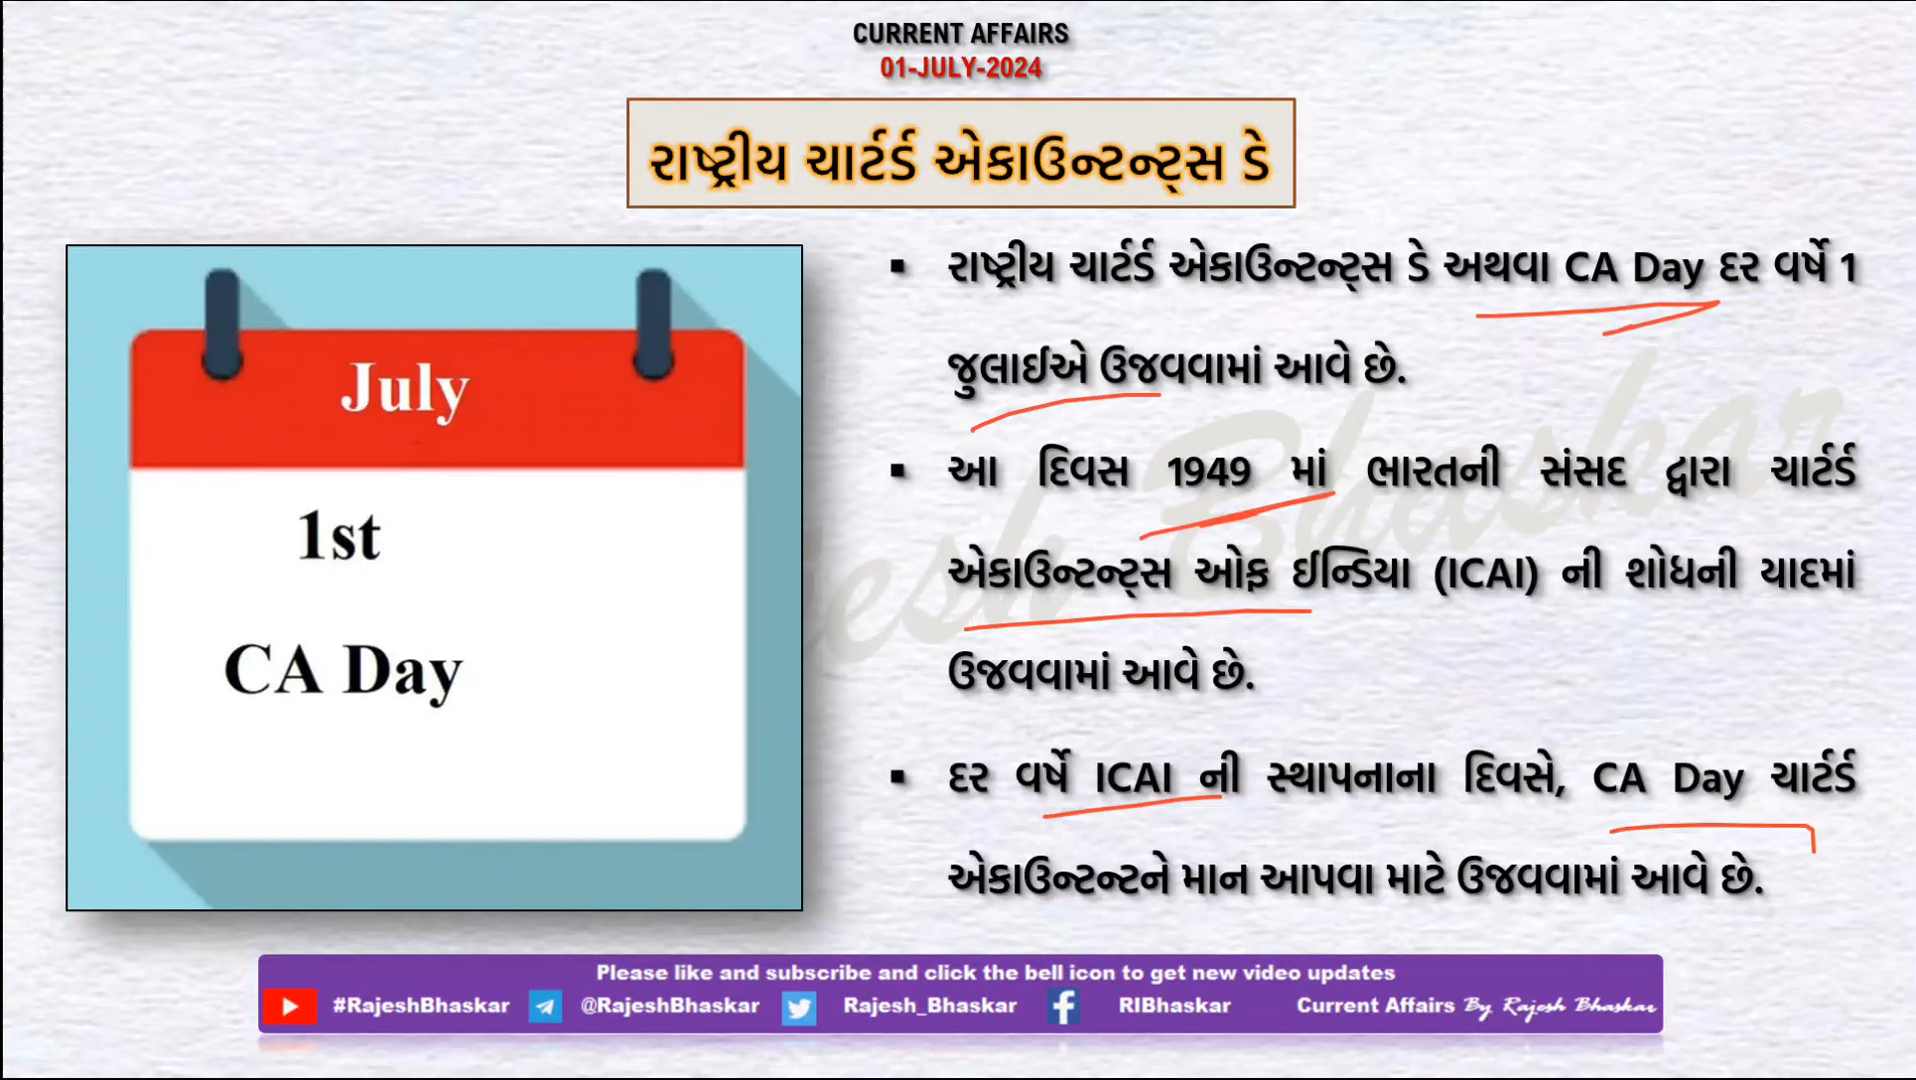 CURRENT AFFAIRS
01-JULY-2024
રાષ્ટ્રીય ચાર્ટર્ડ એકાઉન્ટન્ટ્સ ડે
July
1st
CA Day
▪ રાષ્ટ્રીય ચાર્ટર્ડ એકાઉન્ટન્ટ્સ ડે અથવા CA Day દર વર્ષે 1
જુલાઈએ ઉજવવામાં આવે છે.
▪ આ દિવસ 1949 માં ભારતની સંસદ દ્વારા ચાર્ટર્ડ
એકાઉન્ટન્ટ્સ ઓફ ઈન્ડિયા (ICAI) ની શોધની યાદમાં
ઉજવવામાં આવે છે.
▪ દર વર્ષે ICAI ની સ્થાપનાના દિવસે, CA Day ચાર્ટર્ડ
એકાઉન્ટન્ટને માન આપવા માટે ઉજવવામાં આવે છે.
Rajesh Bhaskar
Please like and subscribe and click the bell icon to get new video updates
#RajeshBhaskar @RajeshBhaskar Rajesh_Bhaskar RIBhaskar Current Affairs By Rajesh Bhaskar